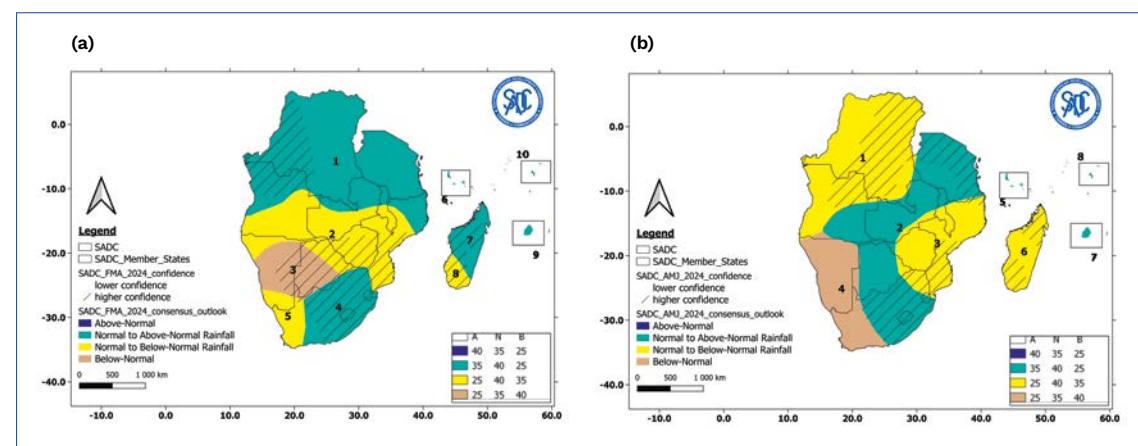 (a)
SADC
0.0
-10.0
-20.0
-30.0
-40.0
1
2
3
4
5
6
7
8
9
10
Legend
SADC
SADC_Member_States
SADC_FMA_2024_confidence
lower confidence
higher confidence
SADC_FMA_2024_consensus_outlook
Above-Normal
Normal to Above-Normal Rainfall
Normal to Below-Normal Rainfall
Below-Normal
0 500 1 000 km
A N B
40 35 25
35 40 25
25 40 35
25 35 40
-10.0 0.0 10.0 20.0 30.0 40.0 50.0 60.0
(b)
SADC
0.0
-10.0
-20.0
-30.0
-40.0
1
2
3
4
5
6
7
8
Legend
SADC
SADC_Member_States
SADC_AMJ_2024_confidence
lower confidence
higher confidence
SADC_AMJ_2024_consensus_outlook
Above-Normal
Normal to Above-Normal Rainfall
Normal to Below-Normal Rainfall
Below-Normal
0 500 1 000 km
A N B
40 35 25
35 40 25
25 40 35
25 35 40
-10.0 0.0 10.0 20.0 30.0 40.0 50.0 60.0